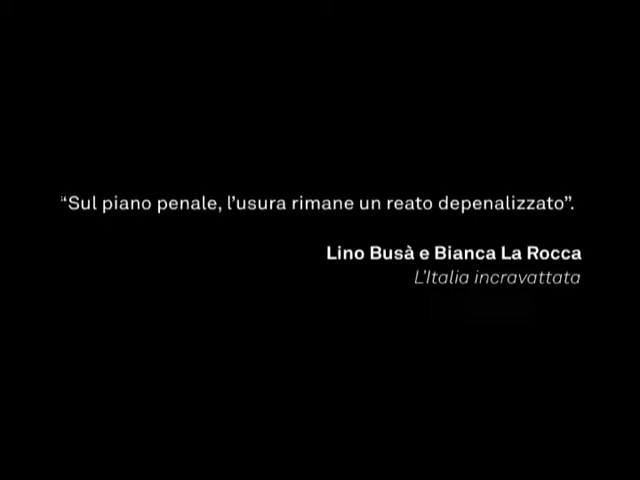 “Sul piano penale, l’usura rimane un reato depenalizzato”.
Lino Busà e Bianca La Rocca
L’Italia incravattata